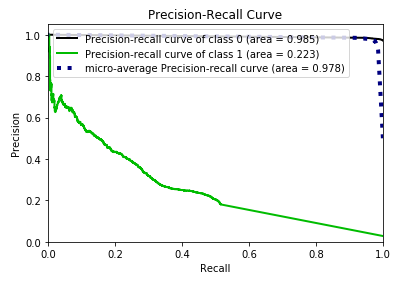 Precision-Recall Curve
1.0
0.8
0.6
0.4
0.2
0.0
Precision
Precision-recall curve of class 0 (area = 0.985)
Precision-recall curve of class 1 (area = 0.223)
micro-average Precision-recall curve (area = 0.978)
0.0 0.2 0.4 0.6 0.8 1.0
Recall